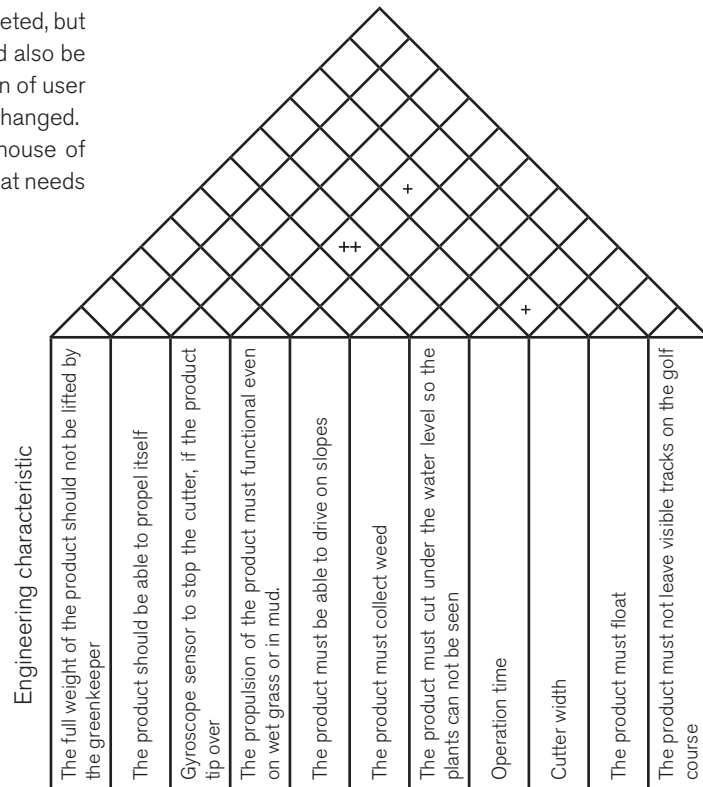 eted, but
d also be
n of user
hanged.
house of
at needs
+
++
+
Engineering characteristic
The full weight of the product should not be lifted by
the greenkeeper
The product should be able to propel itself
Gyroscope sensor to stop the cutter, if the product
tip over
The propulsion of the product must functional even
on wet grass or in mud.
The product must be able to drive on slopes
The product must collect weed
The product must cut under the water level so the
plants can not be seen
Operation time
Cutter width
The product must float
The product must not leave visible tracks on the golf
course